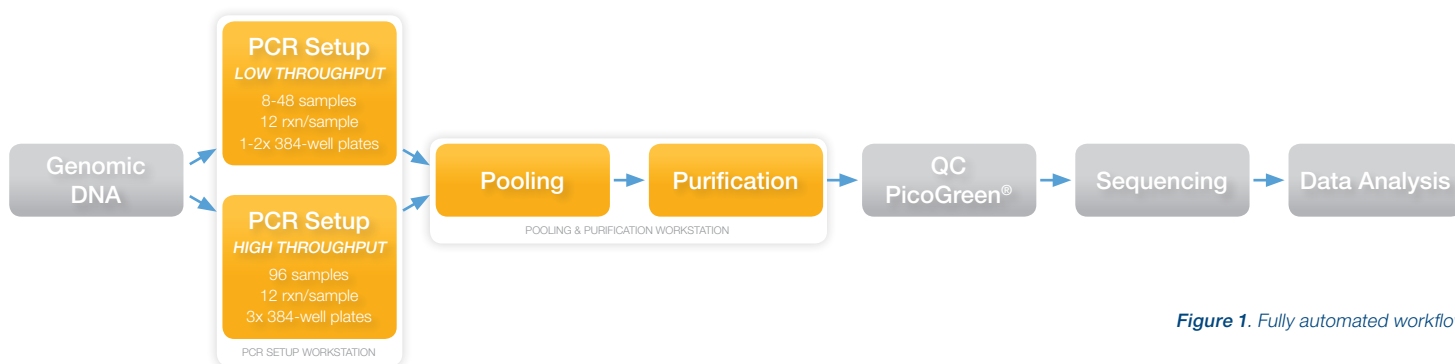 Genomic
DNA
PCR Setup
LOW THROUGHPUT
8-48 samples
12 rxn/sample
1-2x 384-well plates
PCR Setup
HIGH THROUGHPUT
96 samples
12 rxn/sample
3x 384-well plates
PCR SETUP WORKSTATION
Pooling
Purification
POOLING & PURIFICATION WORKSTATION
QC
PicoGreen®
Sequencing
Data Analysis
Figure 1. Fully automated workflo